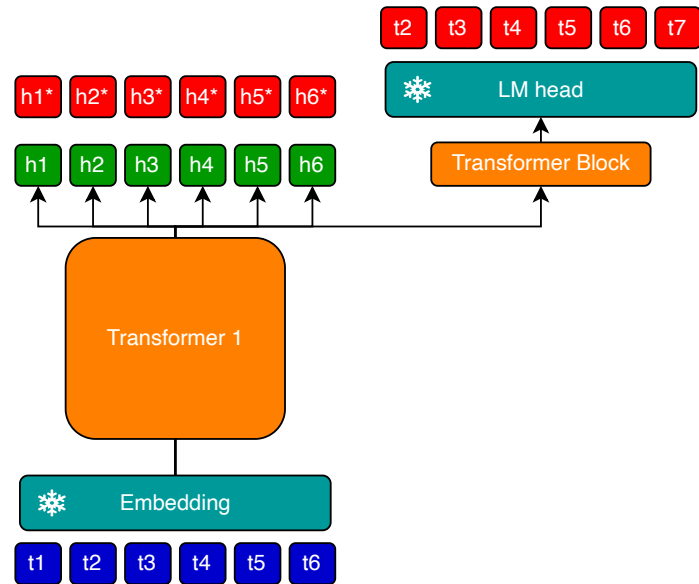 t2 t3 t4 t5 t6 t7
LM head
h1* h2* h3* h4* h5* h6*
h1 h2 h3 h4 h5 h6
Transformer Block
Transformer 1
Embedding
t1 t2 t3 t4 t5 t6